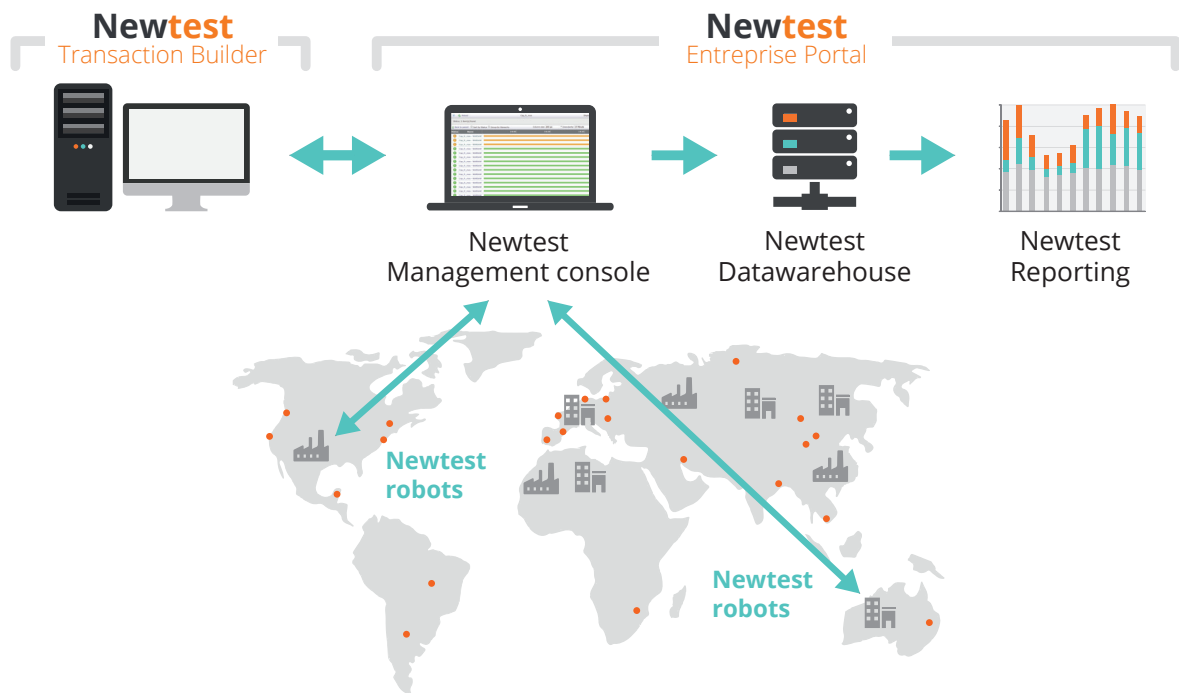 Newtest
Transaction Builder
Newtest
Entreprise Portal
Newtest
Management console
Newtest
Datawarehouse
Newtest
Reporting
Newtest
robots
Newtest
robots